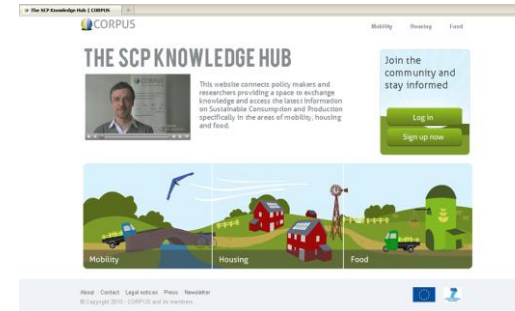 The SCP Knowledge Hub | CORPUS
CORPUS
Mobility Housing Food
THE SCP KNOWLEDGE HUB
This website connects policy makers and
researchers providing a space to exchange
knowledge and access the latest information
on Sustainable Consumption and Production
specifically in the areas of mobility, housing
and food.
Join the
community and
stay informed
Log in
Sign up now
Mobility
Housing
Food
About Contact Legal notices Press Newsletter
© Copyright 2010 - CORPUS and its members